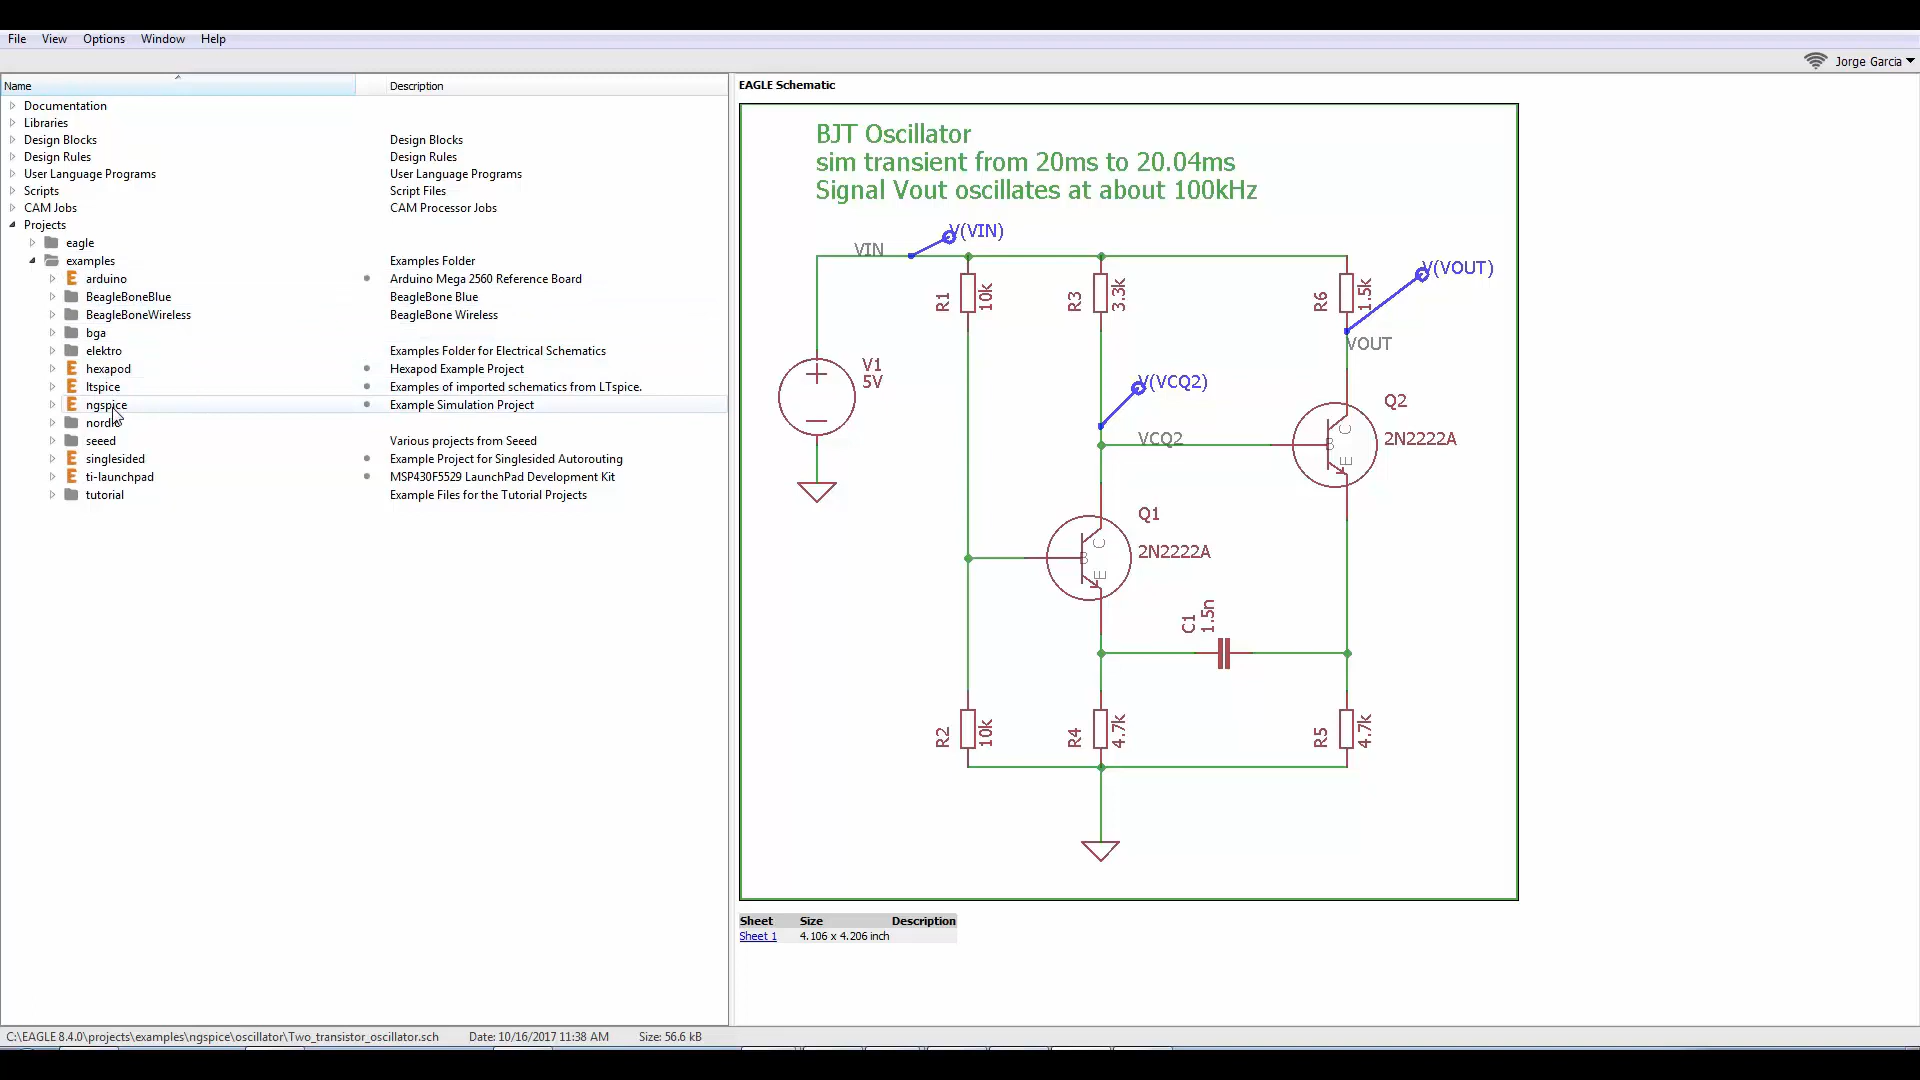 File View Options Window Help
Jorge Garcia
Name Description
Documentation
Libraries
Design Blocks Design Blocks
Design Rules Design Rules
User Language Programs User Language Programs
Scripts Script Files
CAM Jobs CAM Processor Jobs
Projects
eagle
examples Examples Folder
arduino Arduino Mega 2560 Reference Board
BeagleBoneBlue BeagleBone Blue
BeagleBoneWireless BeagleBone Wireless
bga
elektro Examples Folder for Electrical Schematics
hexapod Hexapod Example Project
ltspice Examples of imported schematics from LTspice.
ngspice Example Simulation Project
seeed Various projects from Seeed
singlesided Example Project for Singlesided Autorouting
ti-launchpad MSP430F5529 LaunchPad Development Kit
tutorial Example Files for the Tutorial Projects
EAGLE Schematic
BJT Oscillator
sim transient from 20ms to 20.04ms
Signal Vout oscillates at about 100kHz
VIN
V(VIN)
R1
10k
R3
3.3k
R6
1.5k
V(VOUT)
VOUT
V1
5V
V(VCQ2)
VCQ2
Q2
2N2222A
B
C
E
Q1
2N2222A
B
C
E
C1
1.5n
R2
10k
R4
4.7k
R5
4.7k
Sheet Size Description
Sheet 1 4.106 x 4.206 inch
C:\EAGLE 8.4.0\projects\examples\ngspice\oscillator\Two_transistor_oscillator.sch Date: 10/16/2017 11:38 AM Size: 56.6 kB